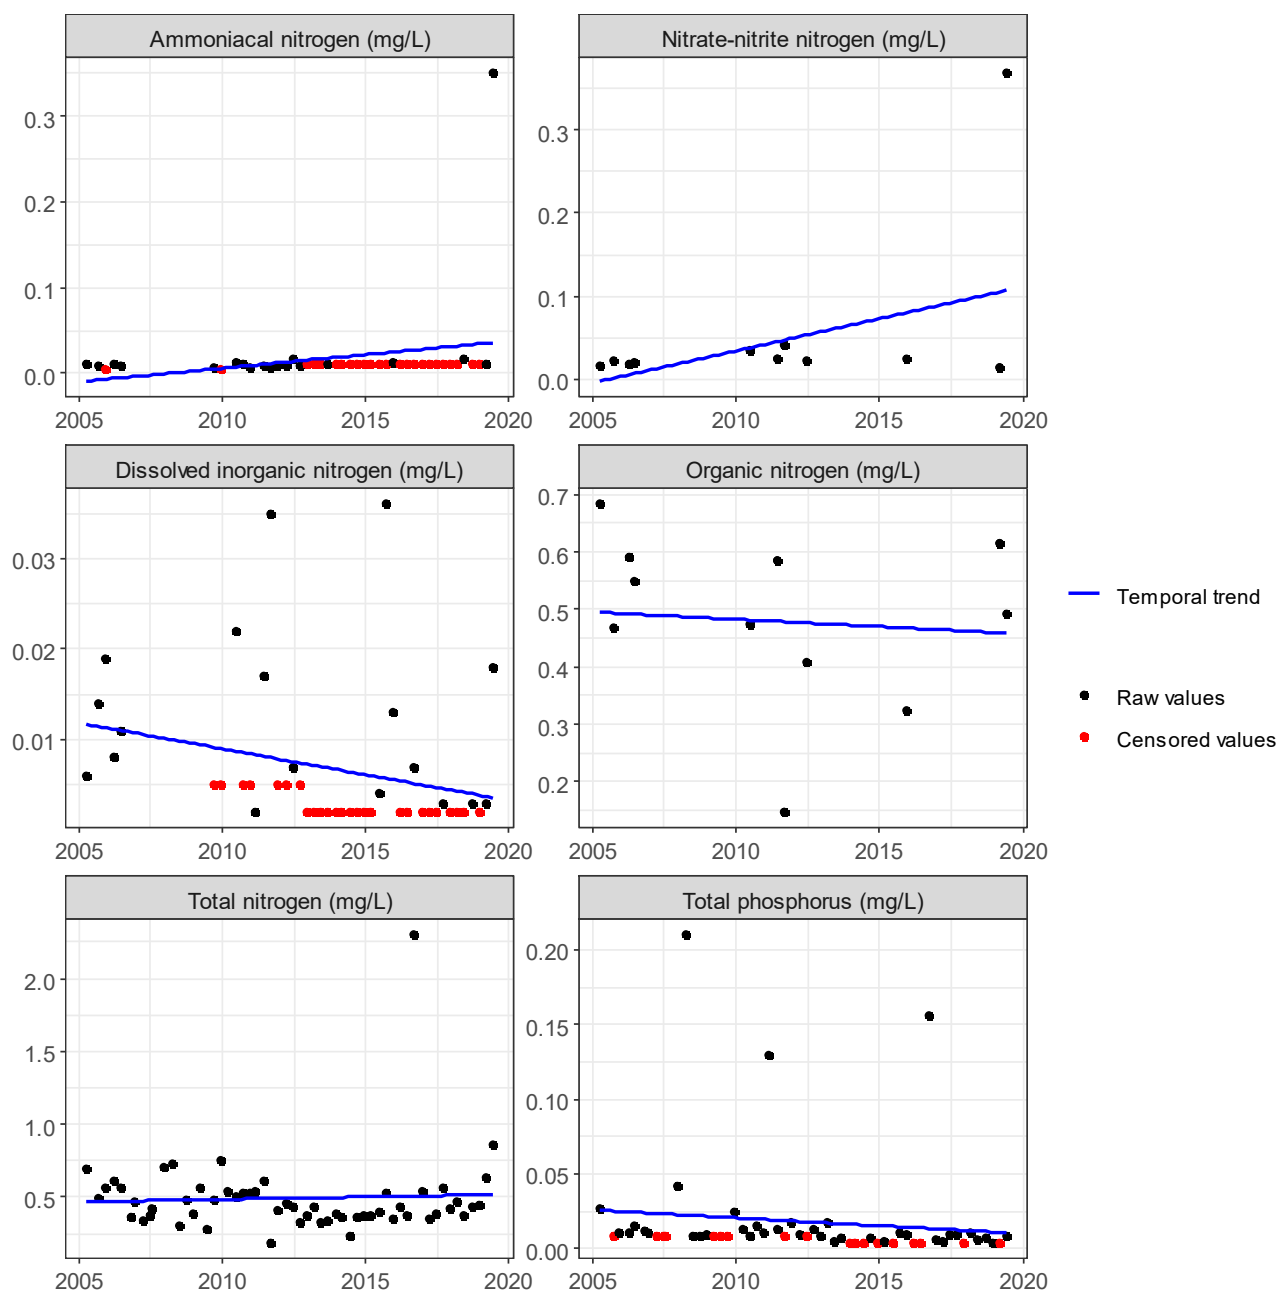 Ammoniacal nitrogen (mg/L)
Nitrate-nitrite nitrogen (mg/L)
0.3
0.2
0.1
0.0
0.3
0.2
0.1
0.0
2005 2010 2015 2020
2005 2010 2015 2020
Dissolved inorganic nitrogen (mg/L)
Organic nitrogen (mg/L)
0.03
0.02
0.01
0.7
0.6
0.5
0.4
0.3
0.2
2005 2010 2015 2020
2005 2010 2015 2020
Temporal trend
Raw values
Censored values
Total nitrogen (mg/L)
Total phosphorus (mg/L)
2.0
1.5
1.0
0.5
0.20
0.15
0.10
0.05
0.00
2005 2010 2015 2020
2005 2010 2015 2020